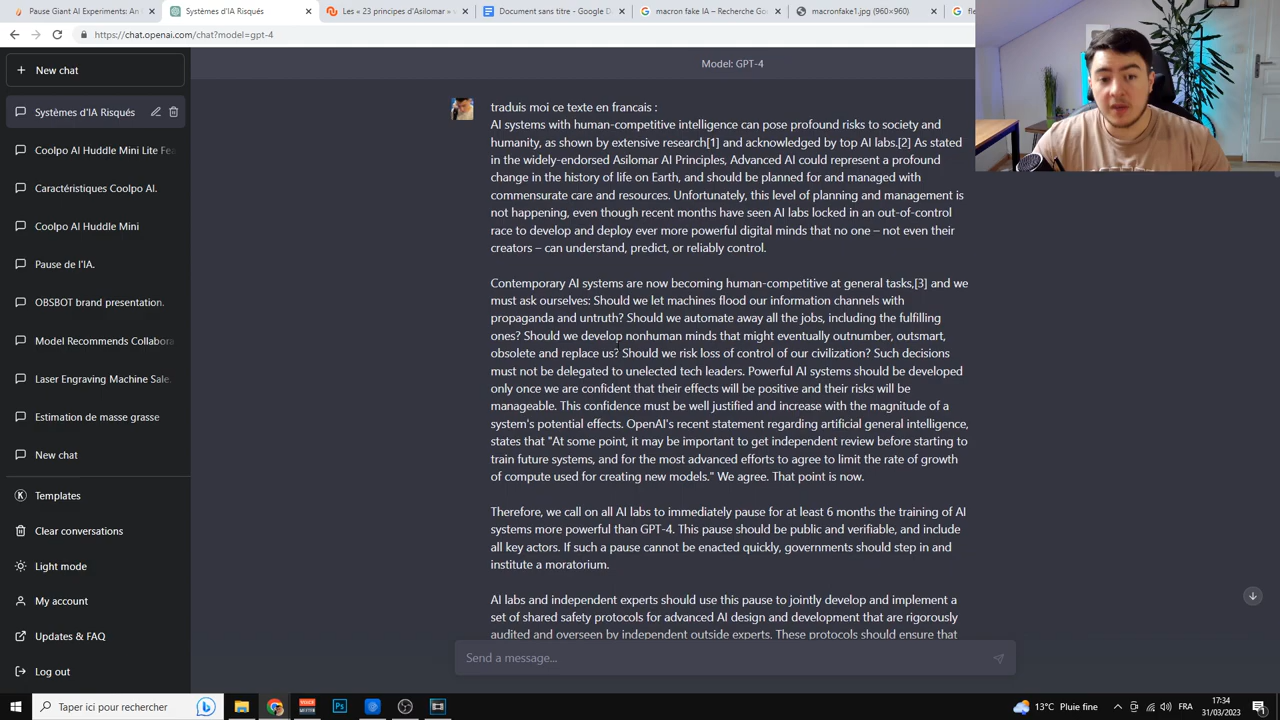 Pause Giant AI Experiments: An
Systèmes d'IA Risqués
Les « 23 principes d'Asilomar » v
Document sans titre - Google D
macron fake IA – Recherche Go
macronfake1.jpg (960×960)
fle
https://chat.openai.com/chat?model=gpt-4
New chat
Systèmes d'IA Risqués
Coolpo AI Huddle Mini Lite Fea
Caractéristiques Coolpo AI.
Coolpo AI Huddle Mini
Pause de l'IA.
OBSBOT brand presentation.
Model Recommends Collabora
Laser Engraving Machine Sale.
Estimation de masse grasse
New chat
Templates
Clear conversations
Light mode
My account
Updates & FAQ
Log out
Model: GPT-4
traduis moi ce texte en francais :
AI systems with human-competitive intelligence can pose profound risks to society and
humanity, as shown by extensive research[1] and acknowledged by top AI labs.[2] As stated
in the widely-endorsed Asilomar AI Principles, Advanced AI could represent a profound
change in the history of life on Earth, and should be planned for and managed with
commensurate care and resources. Unfortunately, this level of planning and management is
not happening, even though recent months have seen AI labs locked in an out-of-control
race to develop and deploy ever more powerful digital minds that no one – not even their
creators – can understand, predict, or reliably control.
Contemporary AI systems are now becoming human-competitive at general tasks,[3] and we
must ask ourselves: Should we let machines flood our information channels with
propaganda and untruth? Should we automate away all the jobs, including the fulfilling
ones? Should we develop nonhuman minds that might eventually outnumber, outsmart,
obsolete and replace us? Should we risk loss of control of our civilization? Such decisions
must not be delegated to unelected tech leaders. Powerful AI systems should be developed
only once we are confident that their effects will be positive and their risks will be
manageable. This confidence must be well justified and increase with the magnitude of a
system's potential effects. OpenAI's recent statement regarding artificial general intelligence,
states that "At some point, it may be important to get independent review before starting to
train future systems, and for the most advanced efforts to agree to limit the rate of growth
of compute used for creating new models." We agree. That point is now.
Therefore, we call on all AI labs to immediately pause for at least 6 months the training of AI
systems more powerful than GPT-4. This pause should be public and verifiable, and include
all key actors. If such a pause cannot be enacted quickly, governments should step in and
institute a moratorium.
AI labs and independent experts should use this pause to jointly develop and implement a
set of shared safety protocols for advanced AI design and development that are rigorously
audited and overseen by independent outside experts. These protocols should ensure that
Send a message...
Taper ici pour rechercher
Ps
13°C Pluie fine
FRA
17:34
31/03/2023